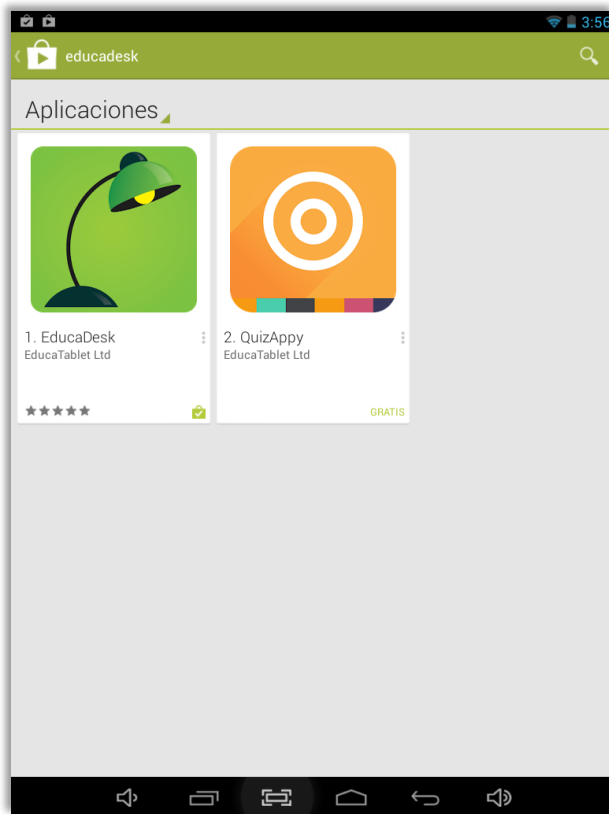 3:56
educadesk
Aplicaciones
1. EducaDesk
EducaTablet Ltd
2. QuizAppy
EducaTablet Ltd
GRATIS